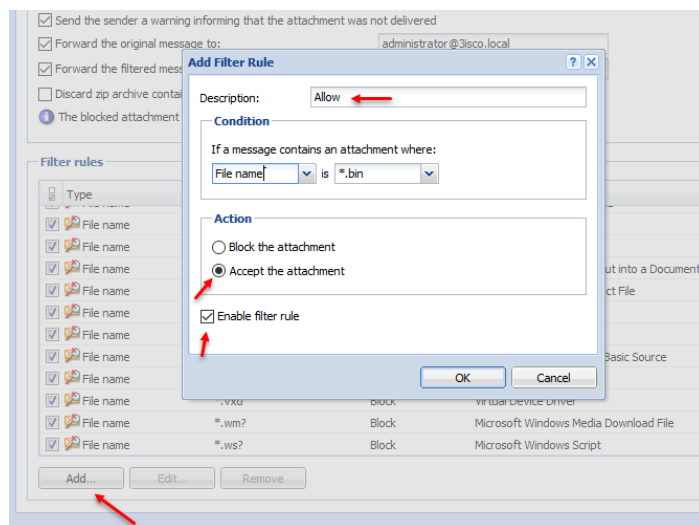 Send the sender a warning informing that the attachment was not delivered
Forward the original message to: administrator@3isco.local
Forward the filtered mess
Discard zip archive contai
The blocked attachment
Add Filter Rule
Description: Allow
Condition
If a message contains an attachment where:
File name is *.bin
Action
Block the attachment
Accept the attachment
Enable filter rule
OK Cancel
Filter rules
Type
File name
File name
File name ut into a Document
File name ct File
File name
File name
File name Basic Source
File name
File name *.vxd Block Virtual Device Driver
File name *.wm? Block Microsoft Windows Media Download File
File name *.ws? Block Microsoft Windows Script
Add... Edit... Remove